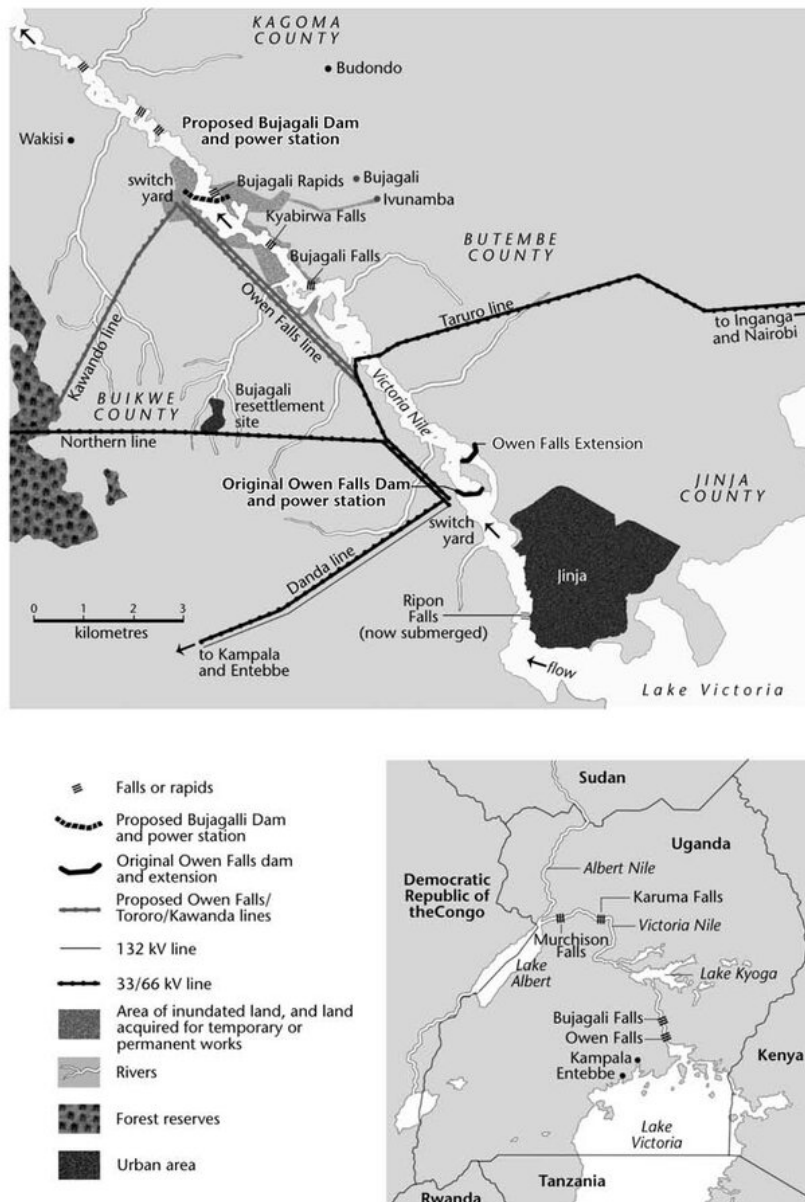 KAGOMA
COUNTY
Budondo
Proposed Bujagali Dam
and power station
Wakisi
switch
yard
Bujagali Rapids
Bujagali
Ivunamba
Kyabirwa Falls
BUTEMBE
COUNTY
Bujagali Falls
Owen Falls line
Taruro line
to Inganga
and Nairobi
Kawando line
BUIKWE
COUNTY
Bujagali
resettlement
site
Victoria Nile
Northern line
Owen Falls Extension
Original Owen Falls Dam
and power station
JINJA
COUNTY
switch
yard
Danda line
Jinja
0 1 2 3
kilometres
Ripon
Falls
(now submerged)
to Kampala
and Entebbe
flow
Lake Victoria
Falls or rapids
Proposed Bujagalli Dam
and power station
Original Owen Falls dam
and extension
Proposed Owen Falls/
Tororo/Kawanda lines
132 kV line
33/66 kV line
Area of inundated land, and land
acquired for temporary or
permanent works
Rivers
Forest reserves
Urban area
Sudan
Uganda
Albert Nile
Democratic
Republic of
theCongo
Karuma Falls
Victoria Nile
Murchison
Falls
Lake
Albert
Lake Kyoga
Bujagali Falls
Owen Falls
Kampala
Entebbe
Kenya
Lake
Victoria
Tanzania
Rwanda